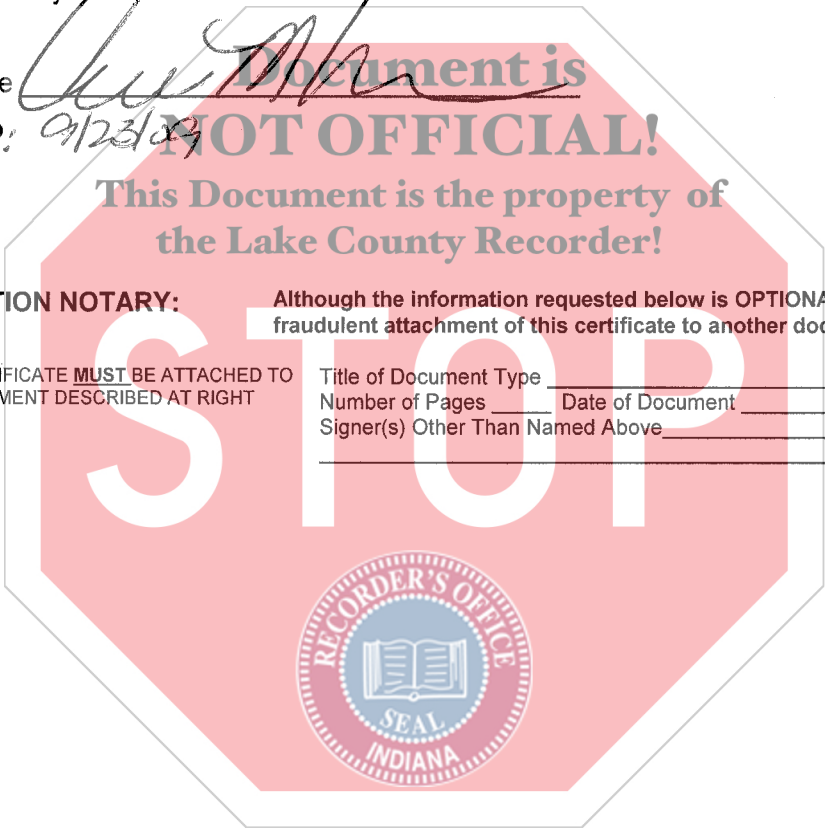 e
Document is
: 9/23/09
NOT OFFICIAL!
This Document is the property of
the Lake County Recorder!
TION NOTARY:
Although the information requested below is OPTIONA
fraudulent attachment of this certificate to another doc
IFICATE MUST BE ATTACHED TO
MENT DESCRIBED AT RIGHT
Title of Document Type
Number of Pages Date of Document
Signer(s) Other Than Named Above
STOP
RECORDER'S OFFICE
SEAL
INDIANA